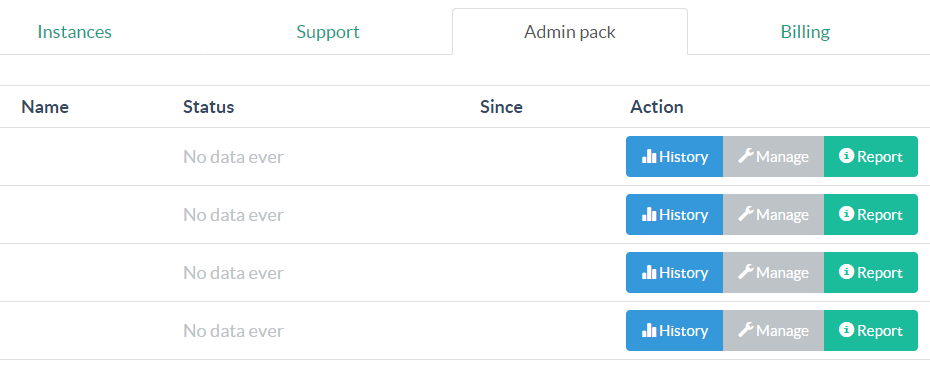 Instances Support Admin pack Billing
Name Status Since Action
No data ever History Manage Report
No data ever History Manage Report
No data ever History Manage Report
No data ever History Manage Report